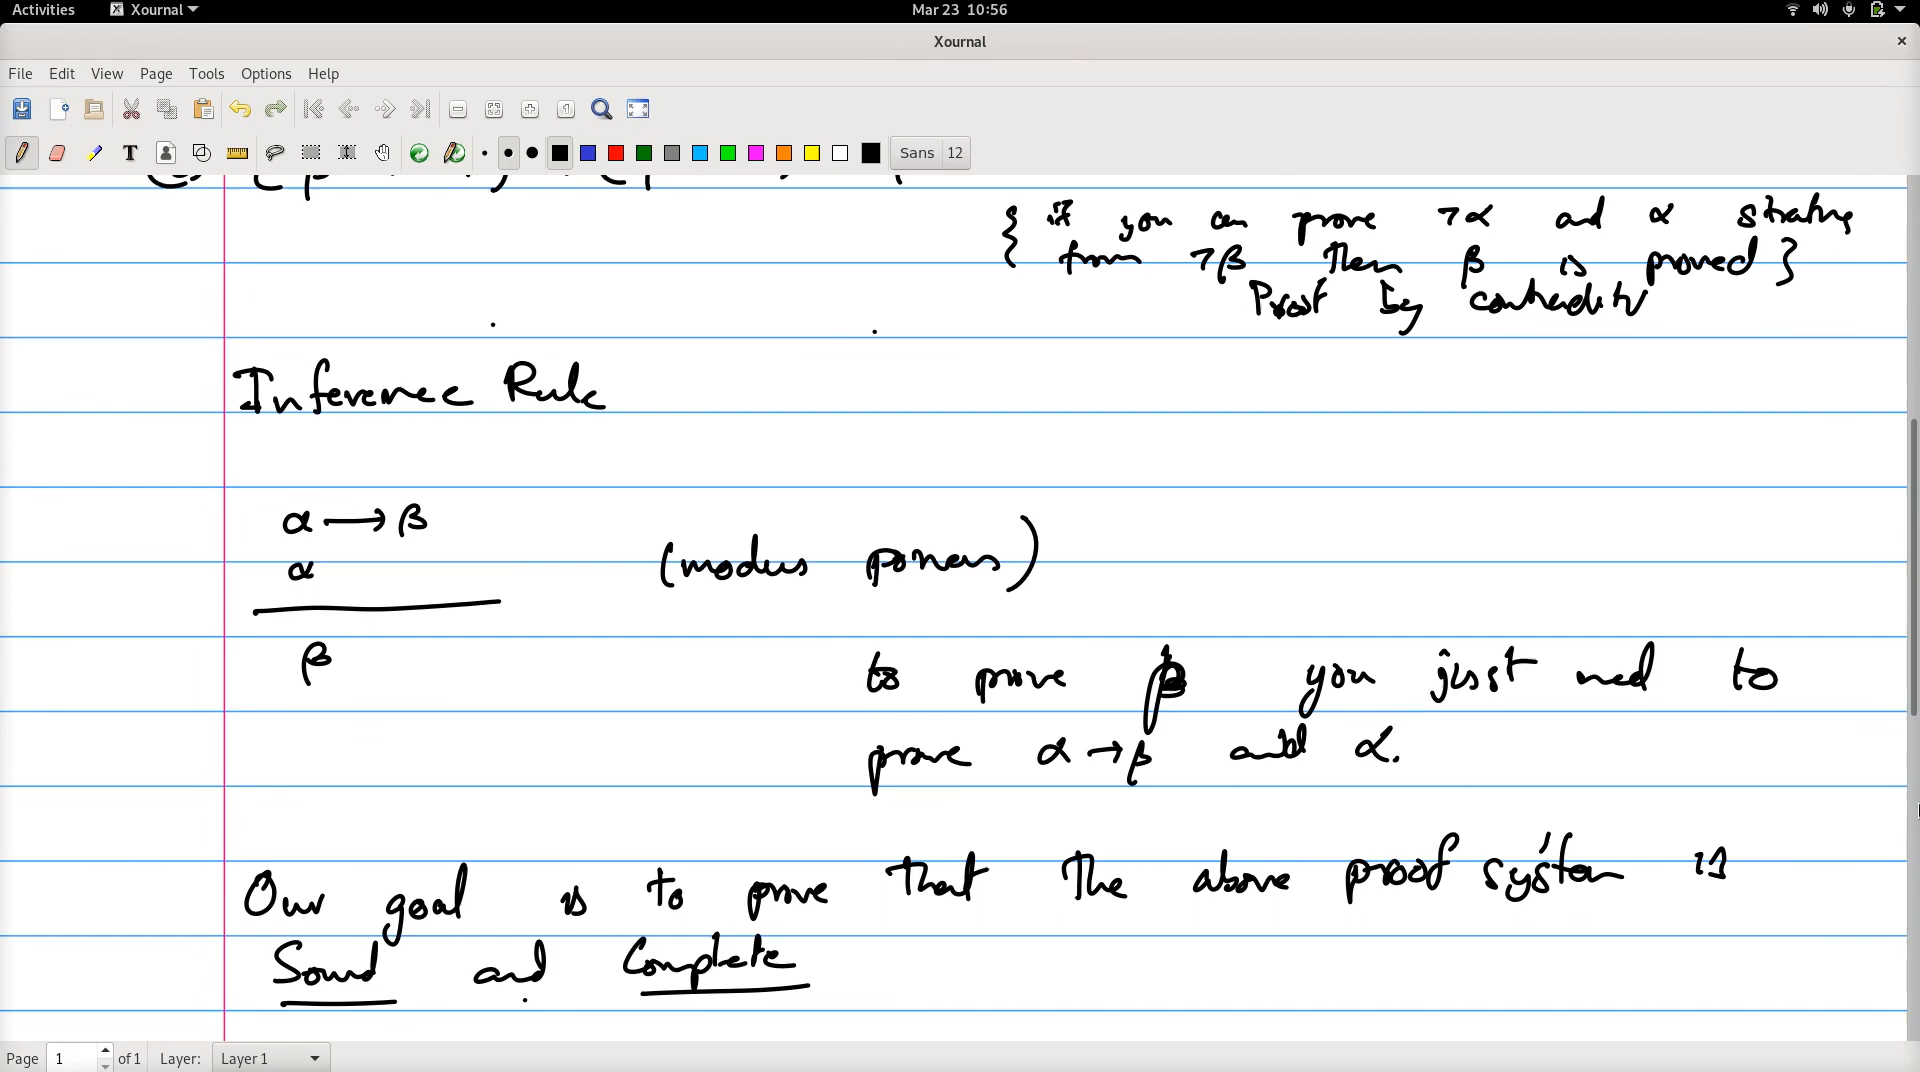 Activities Xournal Mar 23 10:56
Xournal
File Edit View Page Tools Options Help
Sans 12
{ if you can prove ¬α and α
from ¬β then β is proved }
Proof by
Inference Rule
α → β
α
(modus ponens)
β
to prove β you just need to
prove α → β and α.
Our goal is to prove that the above proof system is
Sound and Complete
Page 1 of 1 Layer: Layer 1